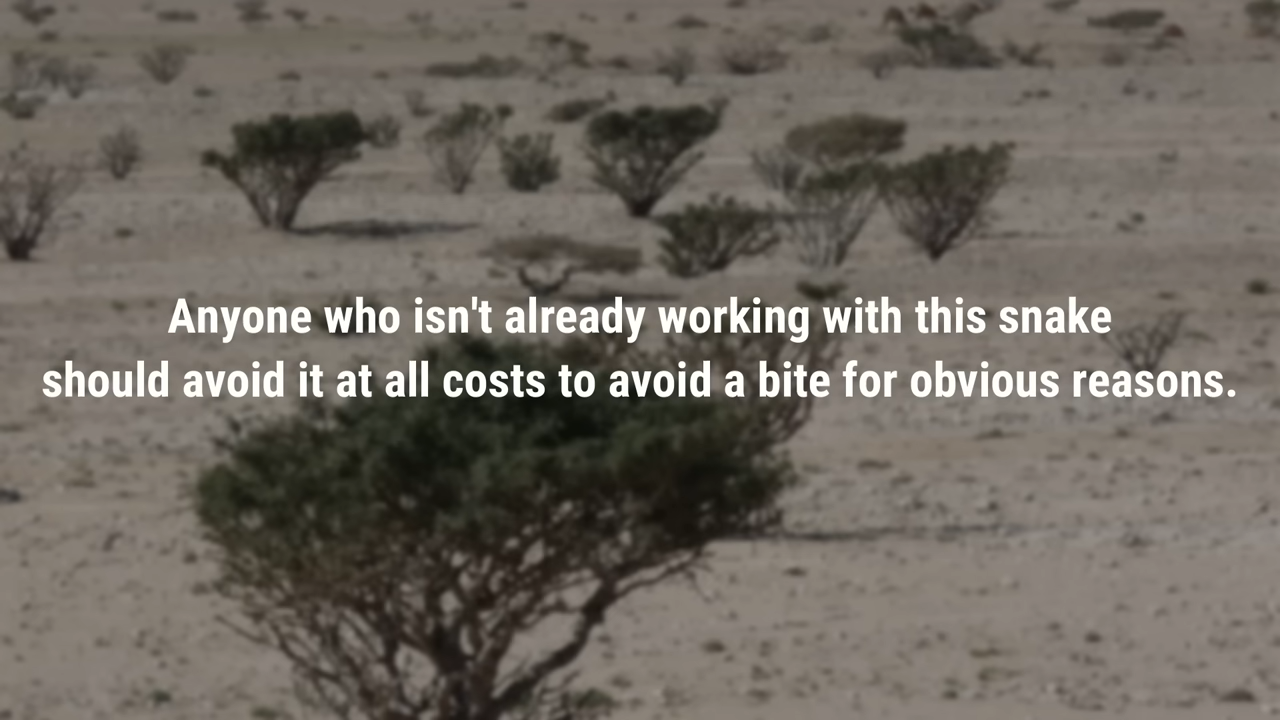 Anyone who isn't already working with this snake
should avoid it at all costs to avoid a bite for obvious reasons.